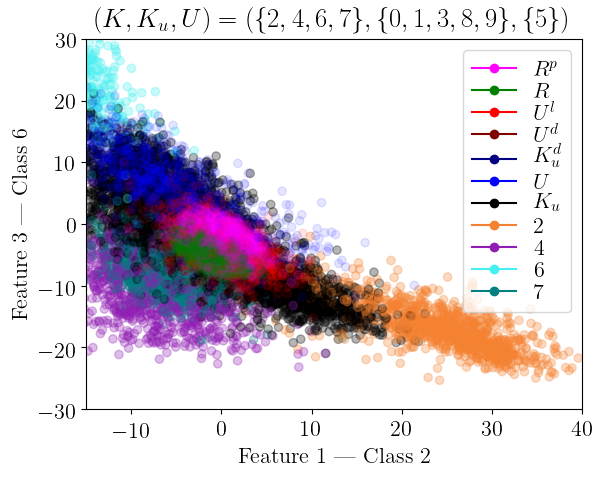 (K, K_u, U) = ({2, 4, 6, 7}, {0, 1, 3, 8, 9}, {5})
30
20
10
0
−10
−20
−30
Feature 3 — Class 6
R^p
R
U^l
U^d
K_u^d
U
K_u
2
4
6
7
−10
0
10
20
30
40
Feature 1 — Class 2